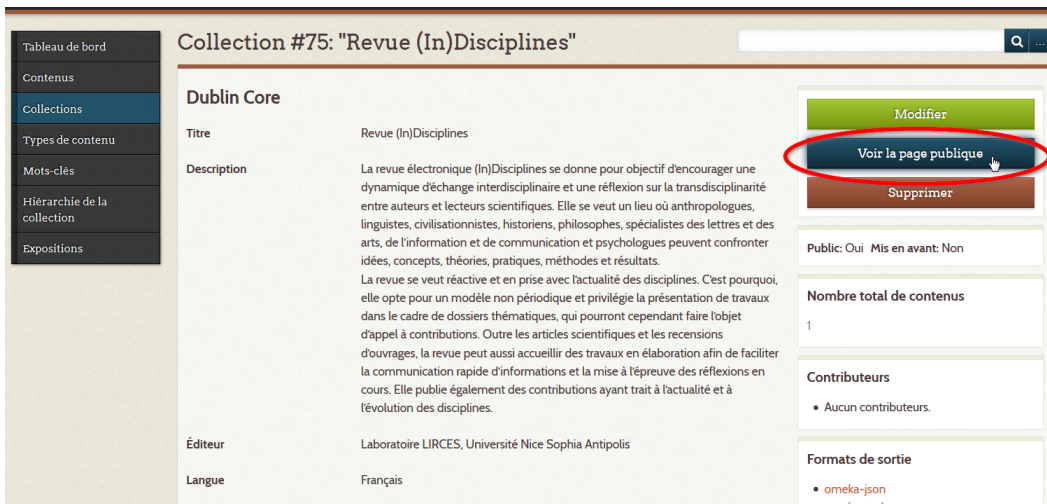 Tableau de bord
Contenus
Collections
Types de contenu
Mots-clés
Hiérarchie de la
collection
Expositions
Collection #75: "Revue (In)Disciplines"
...
Dublin Core
Titre
Revue (In)Disciplines
Description
La revue électronique (In)Disciplines se donne pour objectif d'encourager une
dynamique d'échange interdisciplinaire et une réflexion sur la transdisciplinarité
entre auteurs et lecteurs scientifiques. Elle se veut un lieu où anthropologues,
linguistes, civilisationnistes, historiens, philosophes, spécialistes des lettres et des
arts, de l'information et de communication et psychologues peuvent confronter
idées, concepts, théories, pratiques, méthodes et résultats.
La revue se veut réactive et en prise avec l'actualité des disciplines. C'est pourquoi,
elle opte pour un modèle non périodique et privilégie la présentation de travaux
dans le cadre de dossiers thématiques, qui pourront cependant faire l'objet
d'appel à contributions. Outre les articles scientifiques et les recensions
d'ouvrages, la revue peut aussi accueillir des travaux en élaboration afin de faciliter
la communication rapide d'informations et la mise à l'épreuve des réflexions en
cours. Elle publie également des contributions ayant trait à l'actualité et à
l'évolution des disciplines.
Éditeur
Laboratoire LIRCES, Université Nice Sophia Antipolis
Langue
Français
Modifier
Voir la page publique
Supprimer
Public: Oui Mis en avant: Non
Nombre total de contenus
1
Contributeurs
• Aucun contributeurs.
Formats de sortie
• omeka-json